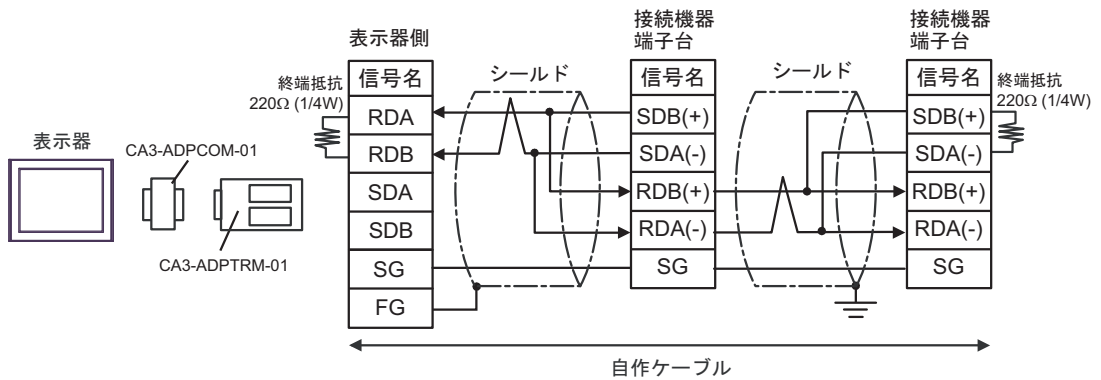 表示器
CA3-ADPCOM-01
CA3-ADPTRM-01
表示器側
終端抵抗
220Ω (1/4W)
信号名
RDA
RDB
SDA
SDB
SG
FG
シールド
接続機器
端子台
信号名
SDB(+)
SDA(-)
RDB(+)
RDA(-)
SG
シールド
接続機器
端子台
信号名
SDB(+)
SDA(-)
RDB(+)
RDA(-)
SG
終端抵抗
220Ω (1/4W)
自作ケーブル